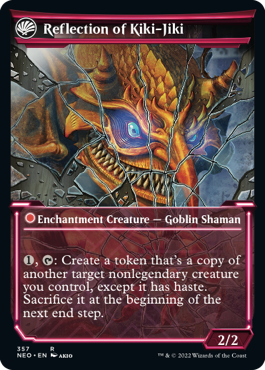 Reflection of Kiki-Jiki
Enchantment Creature — Goblin Shaman
1, T: Create a token that's a copy of
another target nonlegendary creature
you control, except it has haste.
Sacrifice it at the beginning of the
next end step.
2/2
357 R
NEO • EN AKIO
™ & © 2022 Wizards of the Coast